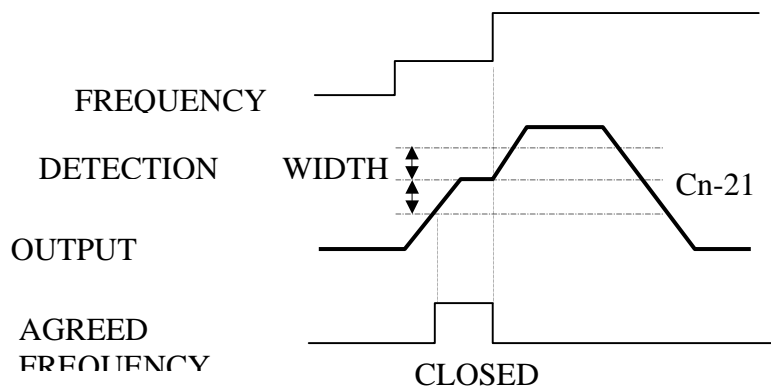 FREQUENCY
DETECTION WIDTH
Cn-21
OUTPUT
AGREED
FREQUENCY
CLOSED